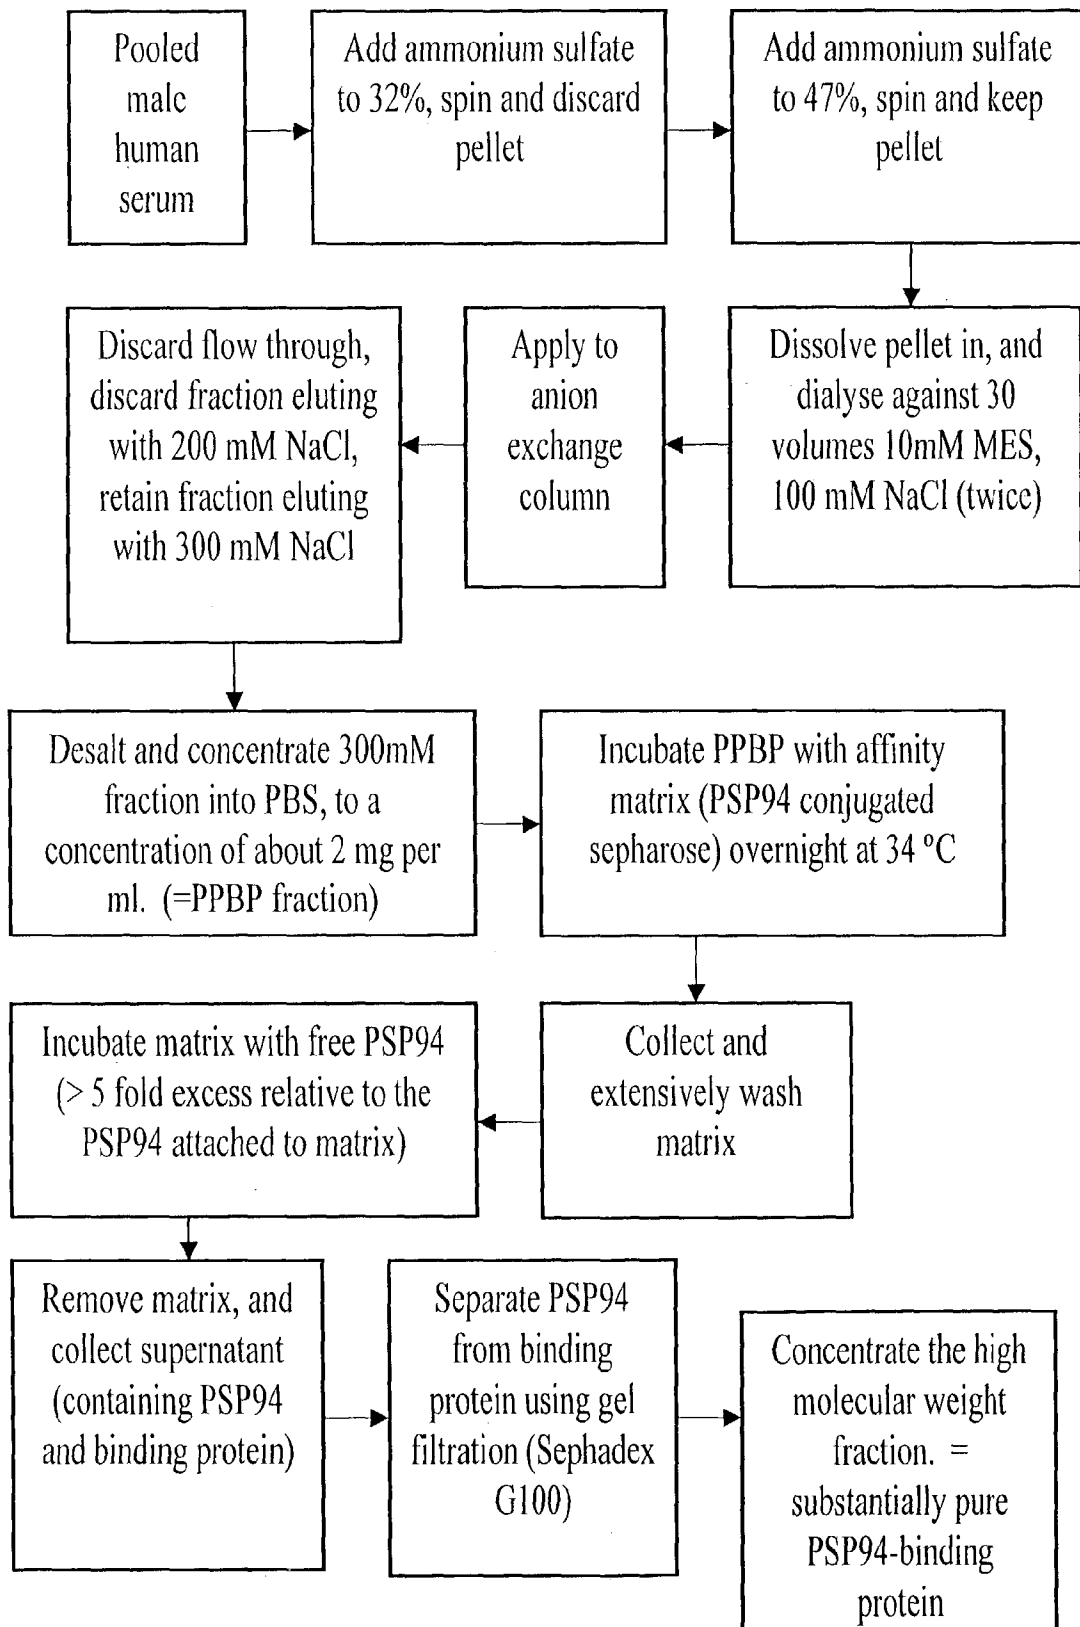 Pooled
male
human
serum
Add ammonium sulfate
to 32%, spin and discard
pellet
Add ammonium sulfate
to 47%, spin and keep
pellet
Dissolve pellet in, and
dialyse against 30
volumes 10mM MES,
100 mM NaCl (twice)
Apply to
anion
exchange
column
Discard flow through,
discard fraction eluting
with 200 mM NaCl,
retain fraction eluting
with 300 mM NaCl
Desalt and concentrate 300mM
fraction into PBS, to a
concentration of about 2 mg per
ml. (=PPBP fraction)
Incubate PPBP with affinity
matrix (PSP94 conjugated
sepharose) overnight at 34 ºC
Collect and
extensively wash
matrix
Incubate matrix with free PSP94
(> 5 fold excess relative to the
PSP94 attached to matrix)
Remove matrix, and
collect supernatant
(containing PSP94
and binding protein)
Separate PSP94
from binding
protein using gel
filtration (Sephadex
G100)
Concentrate the high
molecular weight
fraction. =
substantially pure
PSP94-binding
protein